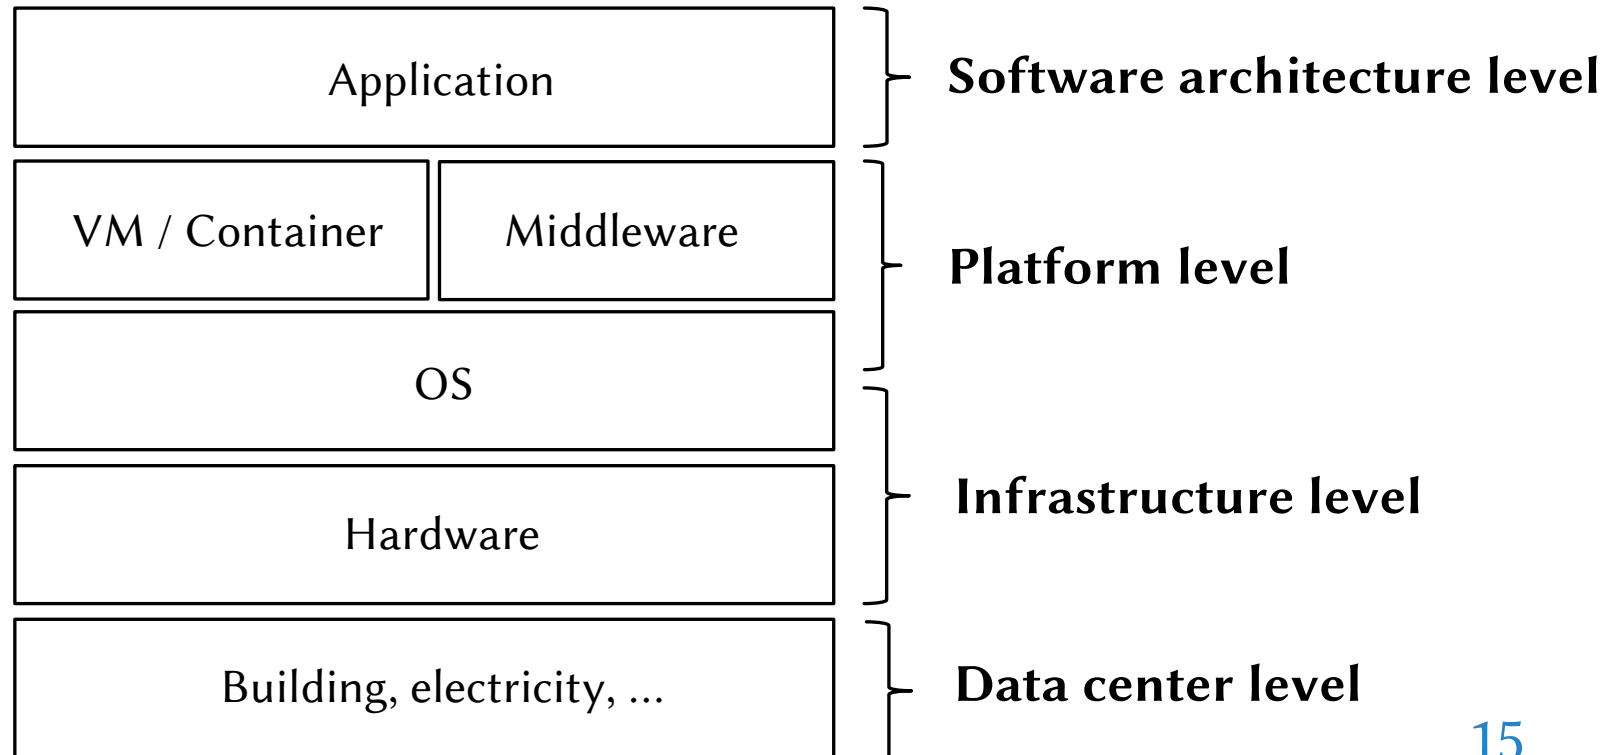 Application
Software architecture level
VM / Container
Middleware
Platform level
OS
Infrastructure level
Hardware
Building, electricity, ...
Data center level
15